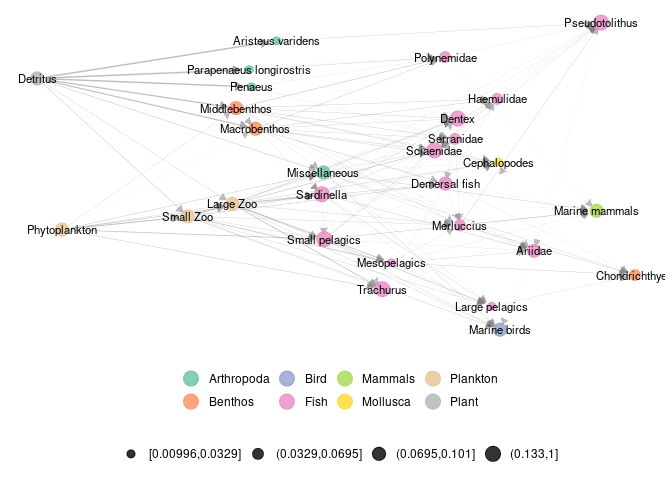 Pseudotolithus
Aristeus varidens
Polynemidae
Parapenaeus longirostris
Detritus
Penaeus
Haemulidae
Middlebenthos
Dentex
Macrobenthos
Serranidae
Sciaenidae
Cephalopodes
Miscellaneous
Demersal fish
Sardinella
Large Zoo
Marine mammals
Small Zoo
Merluccius
Phytoplankton
Small pelagics
Ariidae
Mesopelagics
Chondrichthye
Trachurus
Large pelagics
Marine birds
Arthropoda Bird Mammals Plankton
Benthos Fish Mollusca Plant
[0.00996,0.0329] (0.0329,0.0695] (0.0695,0.101] (0.133,1]